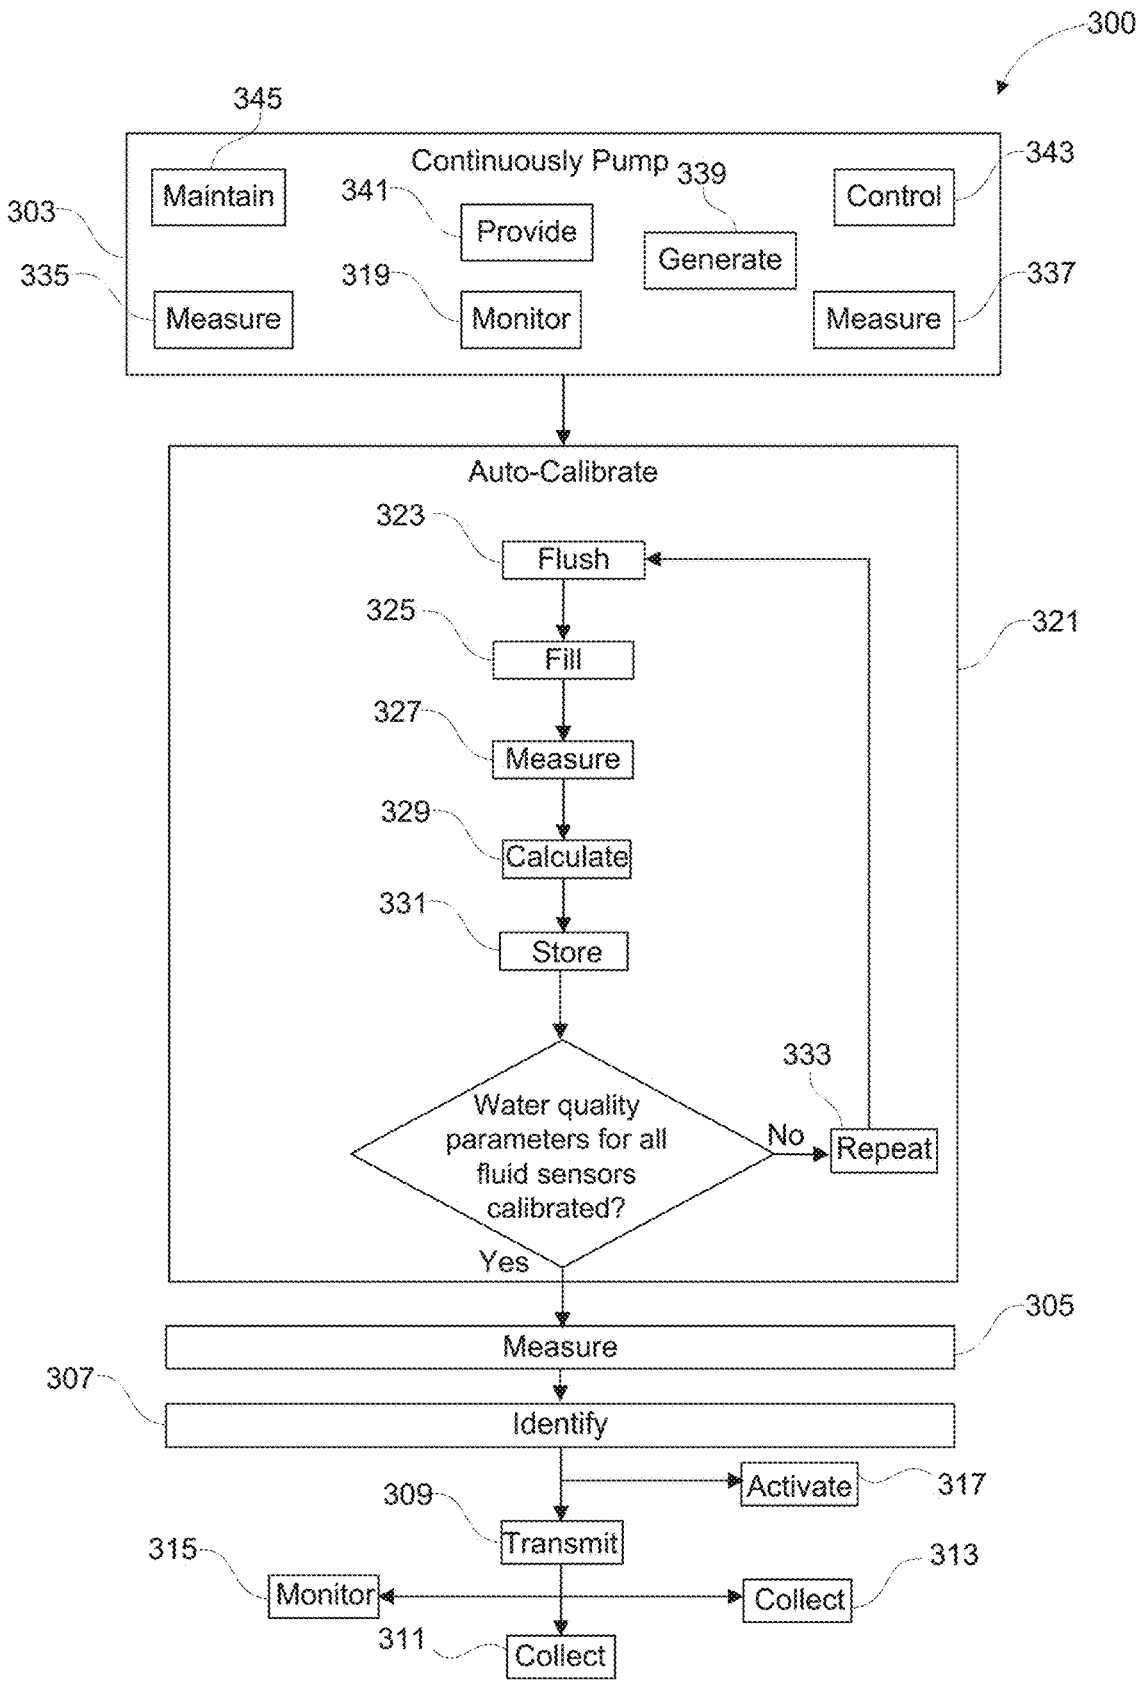 300
345
Continuously Pump
339
343
Maintain
341
Control
303
Provide
Generate
335
319
337
Measure
Monitor
Measure
Auto-Calibrate
323
Flush
325
321
Fill
327
Measure
329
Calculate
331
Store
333
Water quality
parameters for all
fluid sensors
calibrated?
No
Repeat
Yes
305
Measure
307
Identify
309
Activate
317
Transmit
315
313
Monitor
Collect
311
Collect